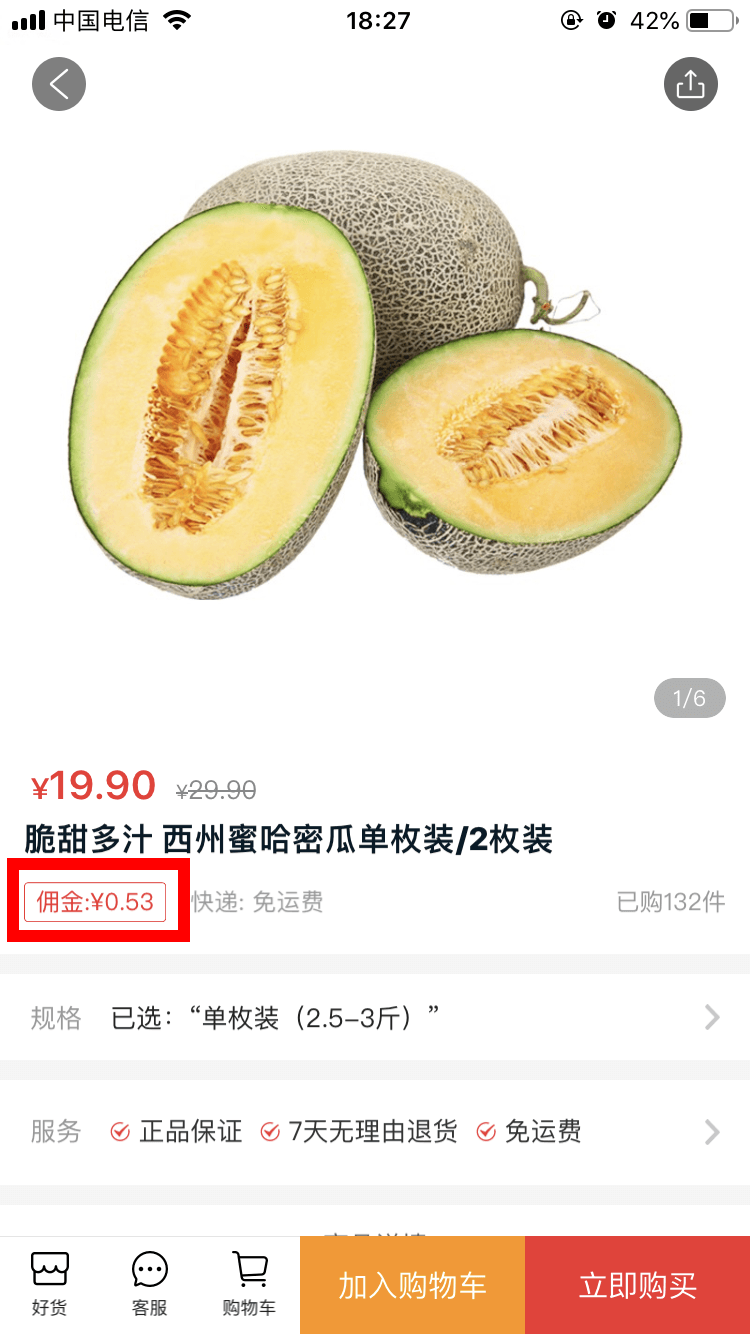 中国电信 18:27 42%
1/6
¥19.90 ¥29.90
脆甜多汁 西州蜜哈密瓜单枚装/2枚装
佣金:¥0.53 快递: 免运费 已购132件
规格 已选：“单枚装（2.5-3斤）”
服务 正品保证 7天无理由退货 免运费
好货 客服 购物车 加入购物车 立即购买